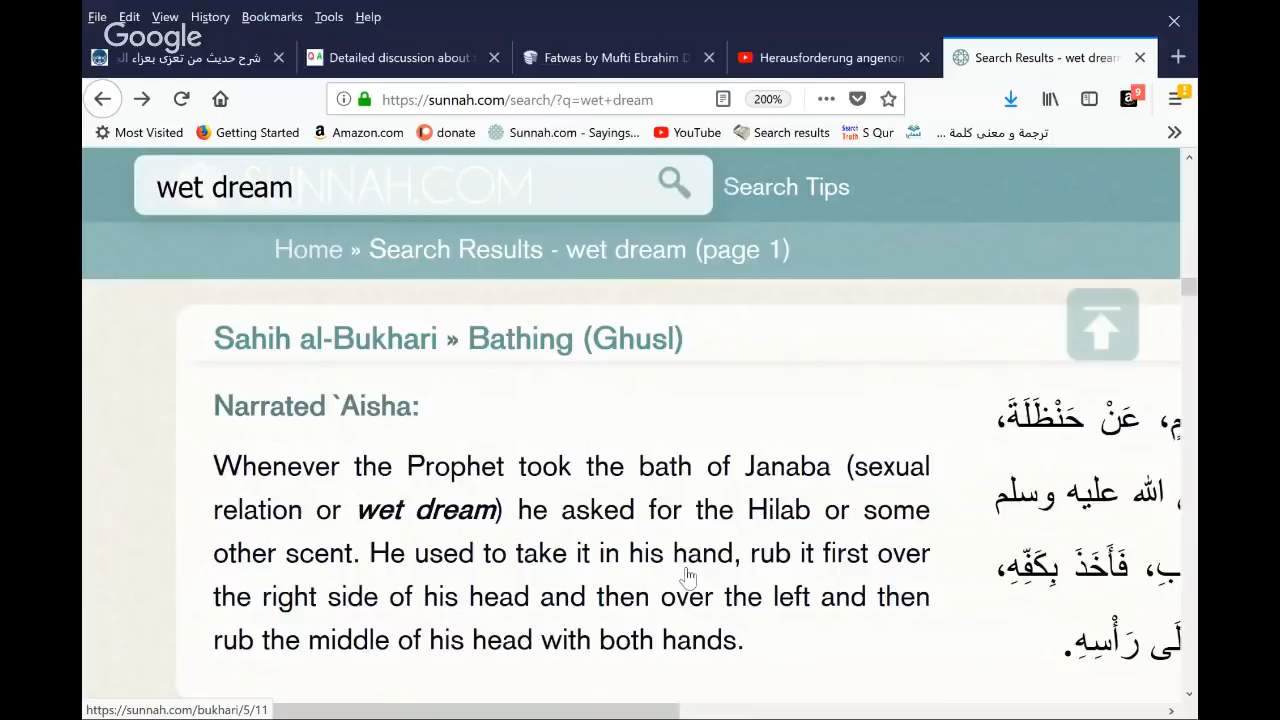 File Edit View History Bookmarks Tools Help
Google
شرح حديث من تعزى بعزاء
Detailed discussion about
Fatwas by Mufti Ebrahim D
Herausforderung angenon
Search Results - wet dream
https://sunnah.com/search/?q=wet+dream
200%
9
Most Visited Getting Started Amazon.com donate Sunnah.com - Sayings... YouTube Search results Search Truth S Qur ترجمة و معنى كلمة ...
wet dream
SUNNAH.COM
Search Tips
Home » Search Results - wet dream (page 1)
Sahih al-Bukhari » Bathing (Ghusl)
Narrated `Aisha:
Whenever the Prophet took the bath of Janaba (sexual
relation or wet dream) he asked for the Hilab or some
other scent. He used to take it in his hand, rub it first over
the right side of his head and then over the left and then
rub the middle of his head with both hands.
عَنْ حَنْظَلَةَ،
الله عليه وسلم
فَأَخَذَ بِكَفِّهِ،
رَأْسِهِ.
https://sunnah.com/bukhari/5/11